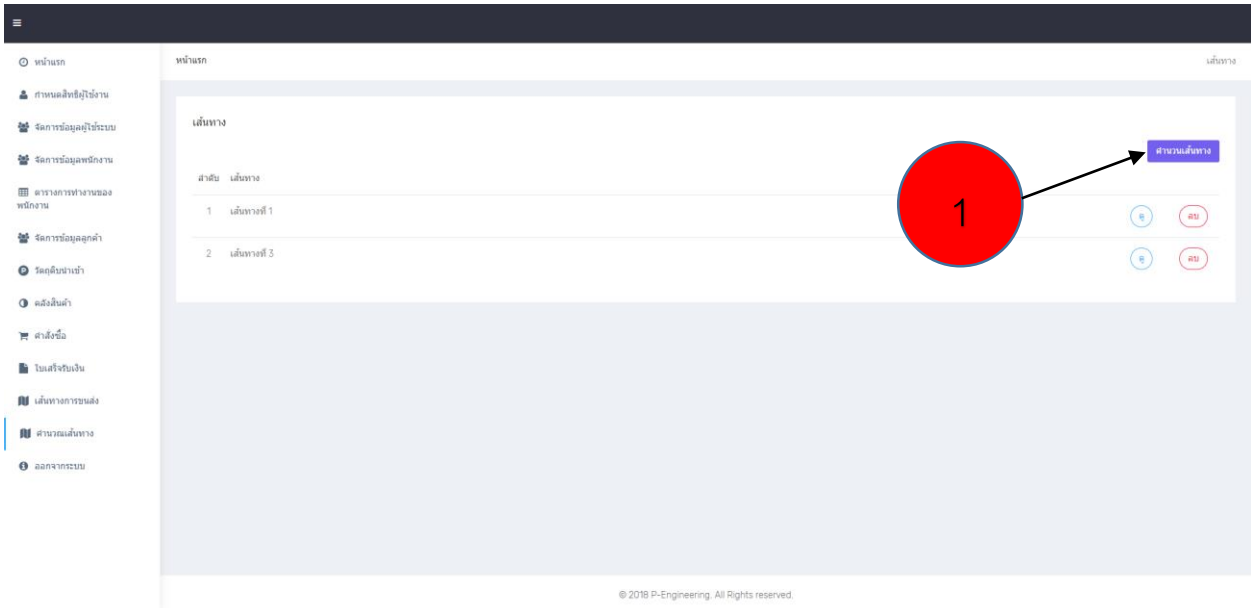 หน้าแรก
กำหนดสิทธิผู้ใช้งาน
จัดการข้อมูลผู้ใช้ระบบ
จัดการข้อมูลพนักงาน
ตารางการทำงานของ
พนักงาน
จัดการข้อมูลลูกค้า
วัตถุดิบนำเข้า
คลังสินค้า
คำสั่งซื้อ
ใบเสร็จรับเงิน
เส้นทางการขนส่ง
คำนวณเส้นทาง
ออกจากระบบ
หน้าแรก
เส้นทาง
เส้นทาง
คำนวนเส้นทาง
ลำดับ เส้นทาง
1 เส้นทางที่ 1 ดู ลบ
2 เส้นทางที่ 3 ดู ลบ
1
© 2018 P-Engineering. All Rights reserved.